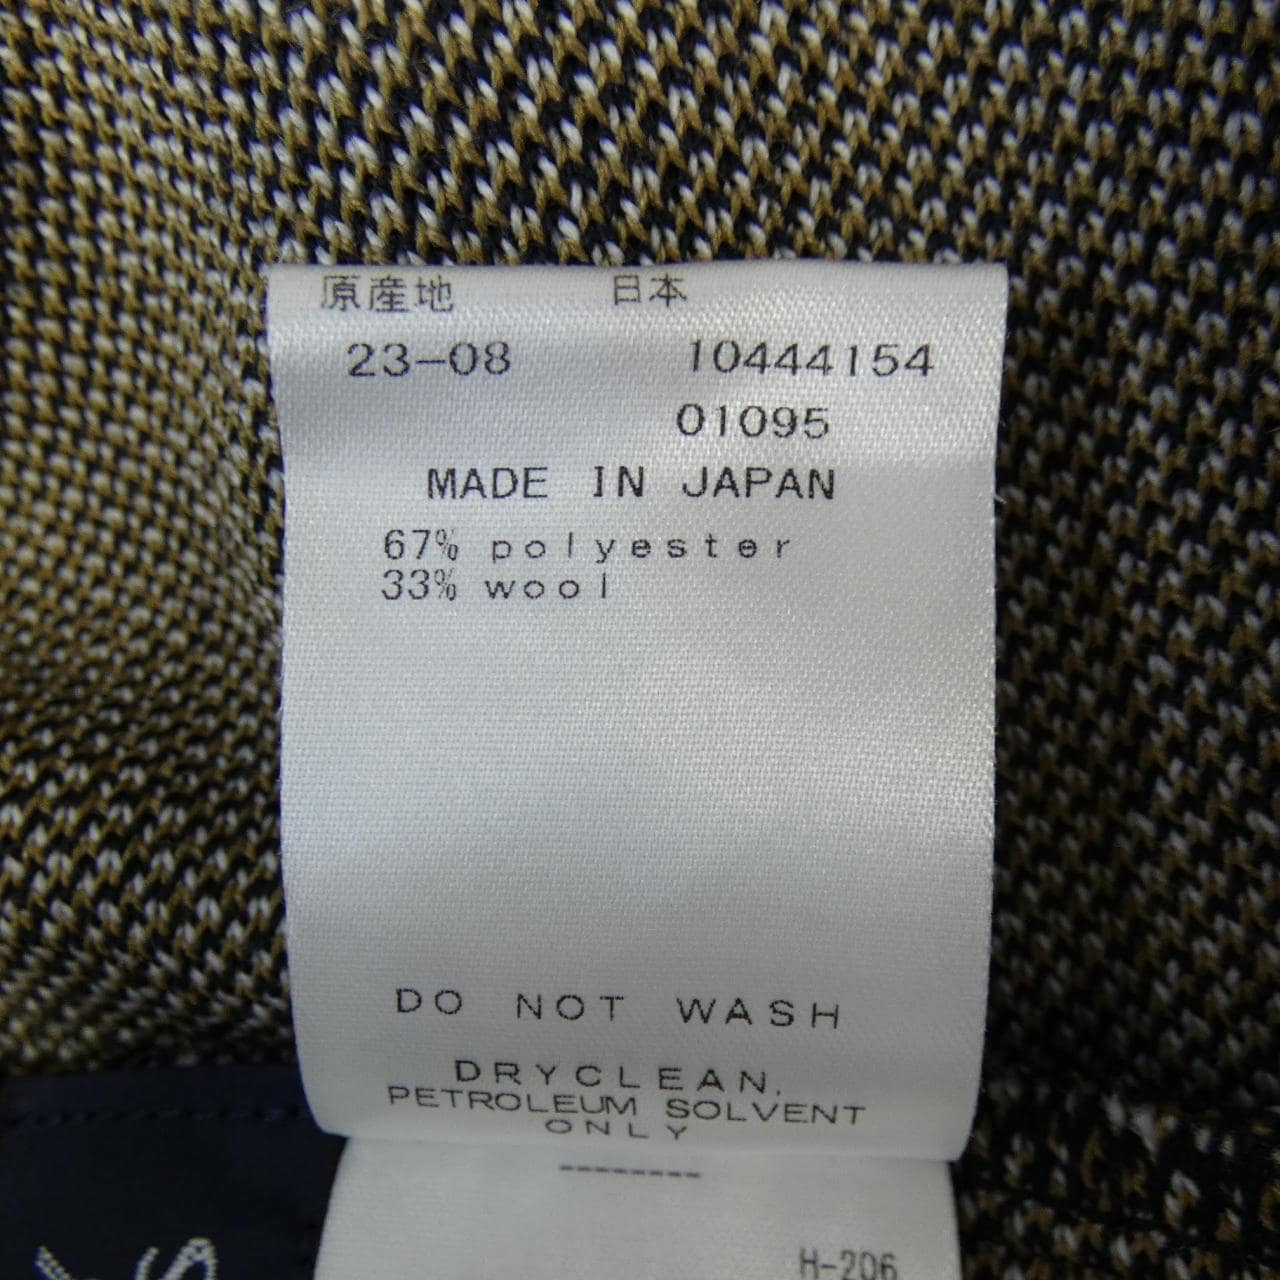 原産地 日本
23-08 10444154
01095
MADE IN JAPAN
67% polyester
33% wool
DO NOT WASH
DRYCLEAN,
PETROLEUM SOLVENT
ONLY
--------
H-206